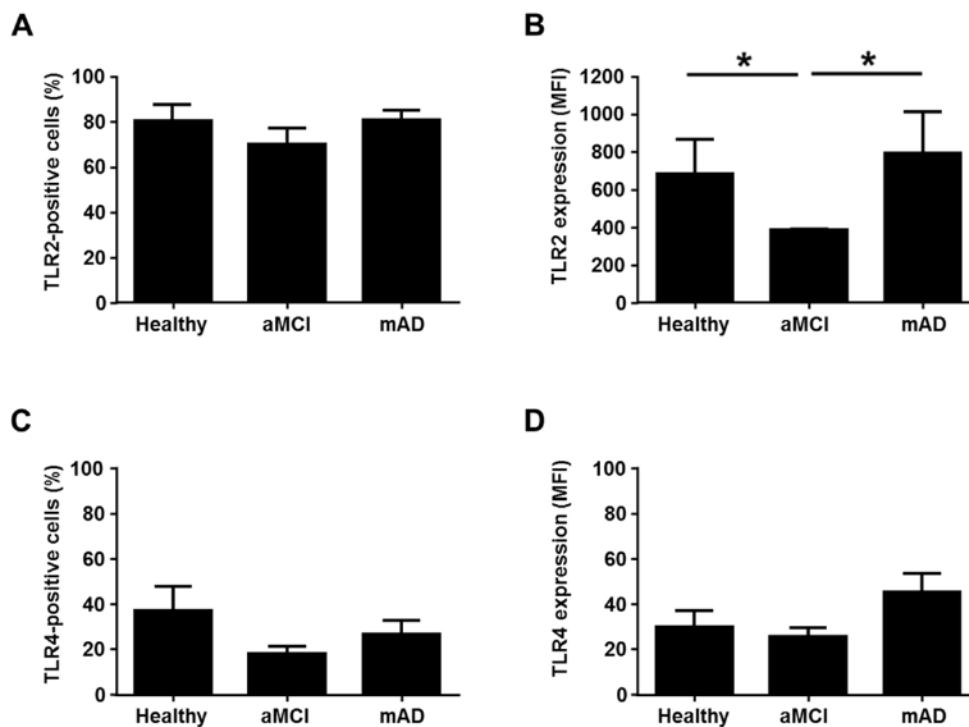 A
TLR2-positive cells (%)
100
80
60
40
20
0
Healthy aMCI mAD
B
* *
TLR2 expression (MFI)
1200
1000
800
600
400
200
0
Healthy aMCI mAD
C
TLR4-positive cells (%)
100
80
60
40
20
0
Healthy aMCI mAD
D
TLR4 expression (MFI)
100
80
60
40
20
0
Healthy aMCI mAD